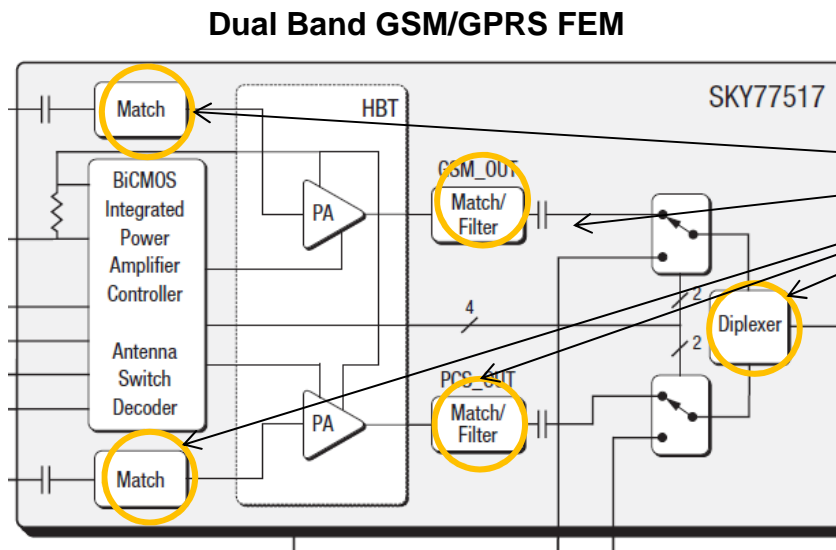 Dual Band GSM/GPRS FEM
SKY77517
Match
HBT
BiCMOS
Integrated
Power
Amplifier
Controller
Antenna
Switch
Decoder
PA
GSM_OUT
Match/
Filter
4
2
2
Diplexer
PA
PCS_OUT
Match/
Filter
Match